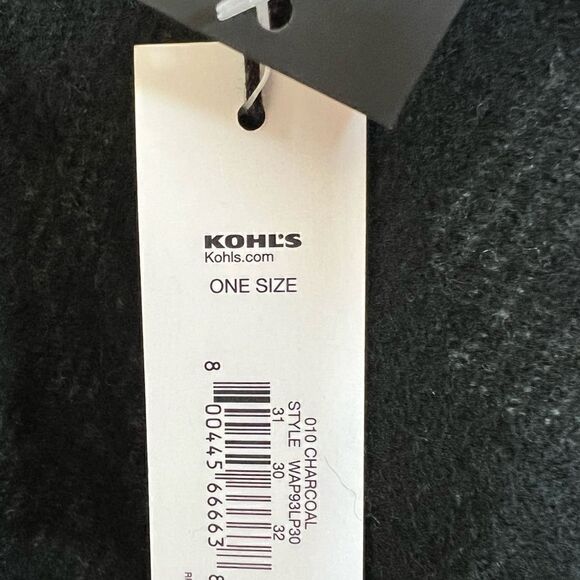 KOHL'S
Kohls.com
ONE SIZE
010 CHARCOAL
STYLE WAP93LP30
31 30 32
8 00445 66663 8